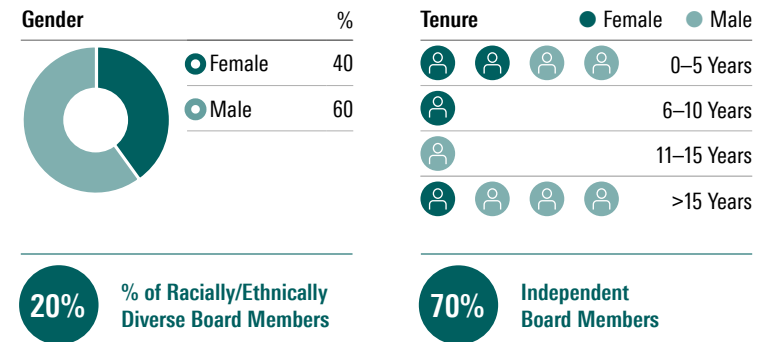 Gender %
Female 40
Male 60
Tenure Female Male
0–5 Years
6–10 Years
11–15 Years
>15 Years
20%
% of Racially/Ethnically
Diverse Board Members
70%
Independent
Board Members